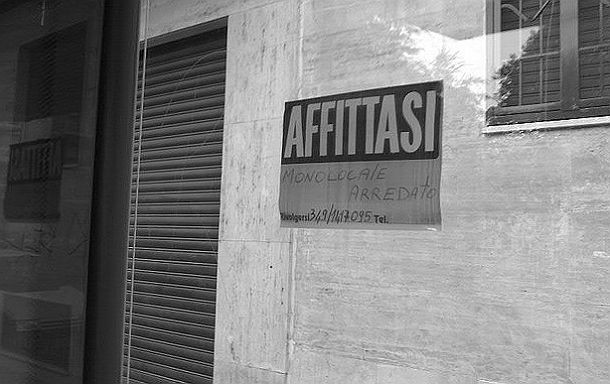 AFFITTASI
MONOLOCALE
ARREDATO
Rivolgersi 349/1417095 Tel.